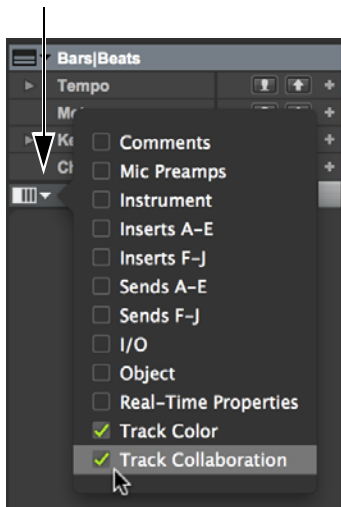 Bars|Beats
Tempo
Comments
Mic Preamps
Instrument
Inserts A–E
Inserts F–J
Sends A–E
Sends F–J
I/O
Object
Real-Time Properties
Track Color
Track Collaboration